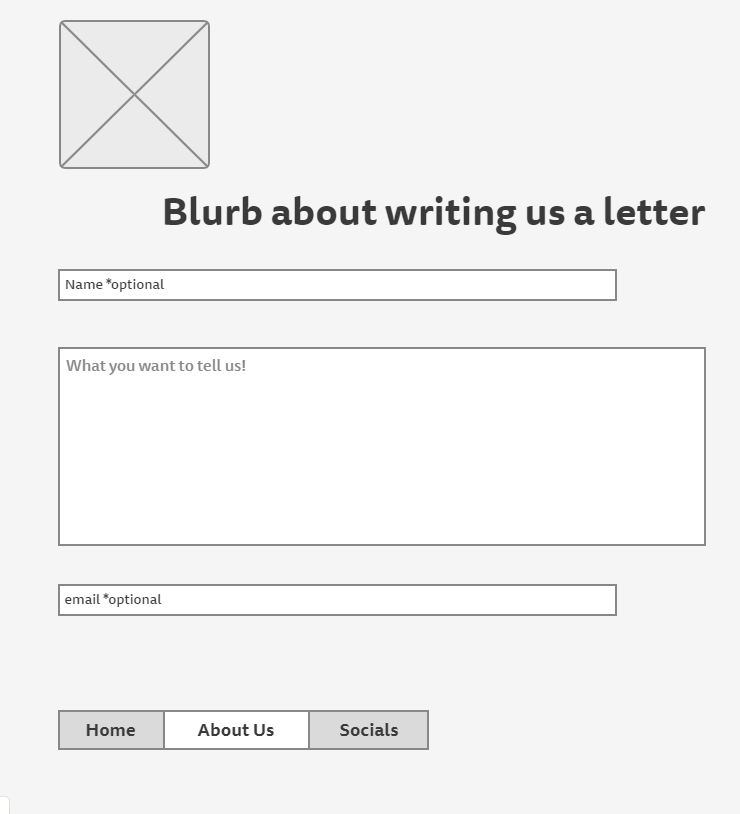 Blurb about writing us a letter
Name *optional
What you want to tell us!
email *optional
Home About Us Socials